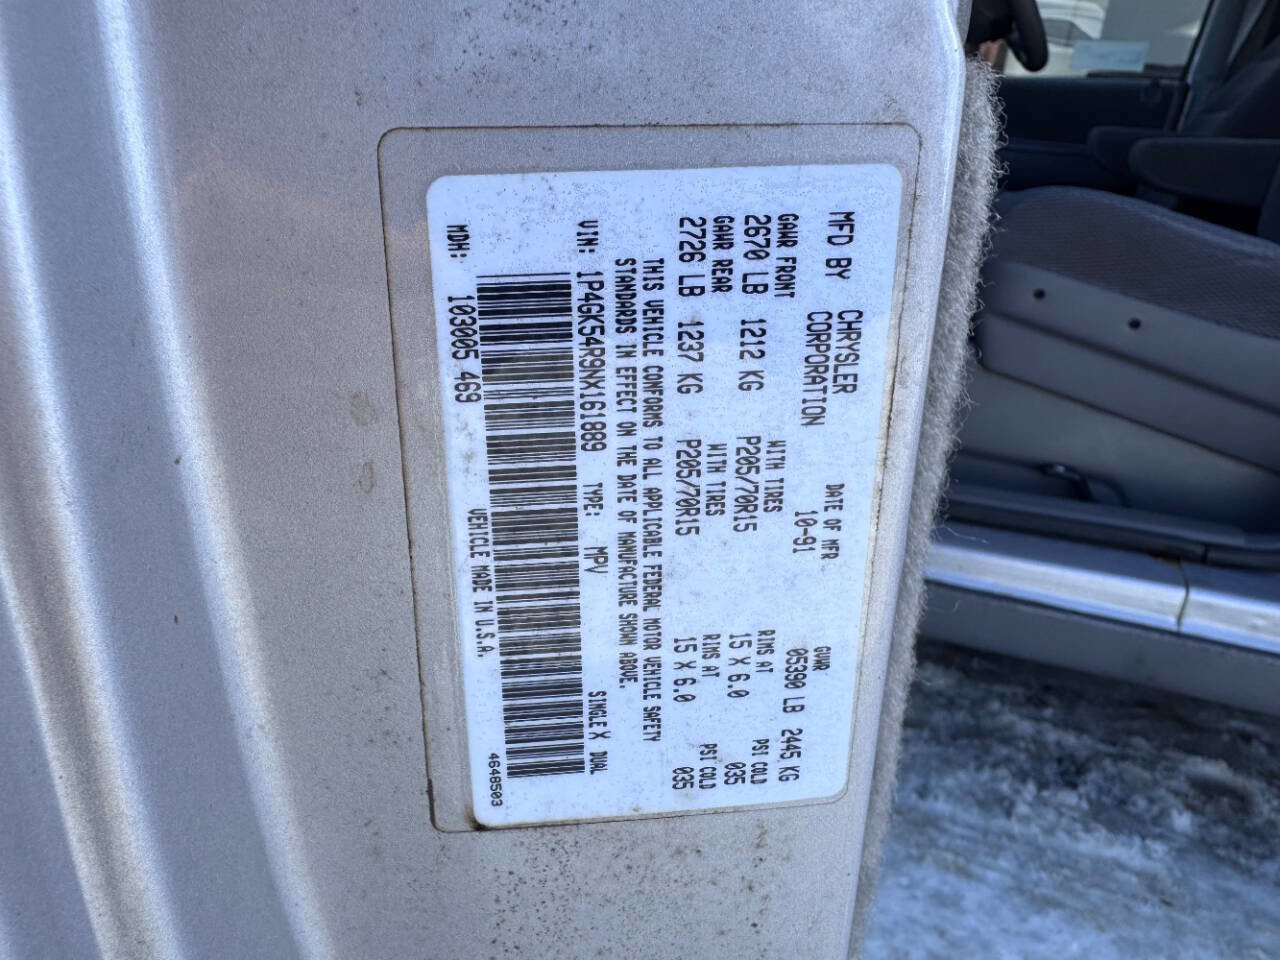 MFD BY CHRYSLER CORPORATION
DATE OF MFR 10-91
GVWR 05390 LB 2445 KG
GAWR FRONT WITH TIRES RIMS AT PSI COLD
2670 LB 1212 KG P205/70R15 15 X 6.0 035
GAWR REAR WITH TIRES RIMS AT PSI COLD
2726 LB 1237 KG P205/70R15 15 X 6.0 035
THIS VEHICLE CONFORMS TO ALL APPLICABLE FEDERAL MOTOR VEHICLE SAFETY
STANDARDS IN EFFECT ON THE DATE OF MANUFACTURE SHOWN ABOVE.
VIN: 1P4GK54R9NX161889 TYPE: MPV SINGLE X DUAL
MDH: 103005 469 VEHICLE MADE IN U.S.A. 4648503